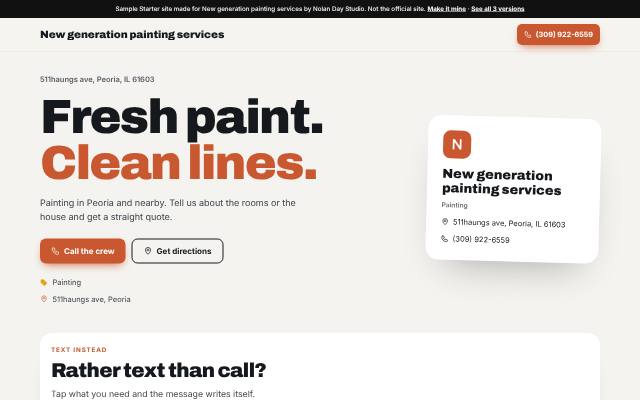 Sample Starter site made for New generation painting services by Nolan Day Studio. Not the official site. Make it mine · See all 3 versions
New generation painting services
(309) 922-6559
511haungs ave, Peoria, IL 61603
Fresh paint.
Clean lines.
Painting in Peoria and nearby. Tell us about the rooms or the
house and get a straight quote.
Call the crew
Get directions
Painting
511haungs ave, Peoria
N
New generation
painting services
Painting
511haungs ave, Peoria, IL 61603
(309) 922-6559
TEXT INSTEAD
Rather text than call?
Tap what you need and the message writes itself.